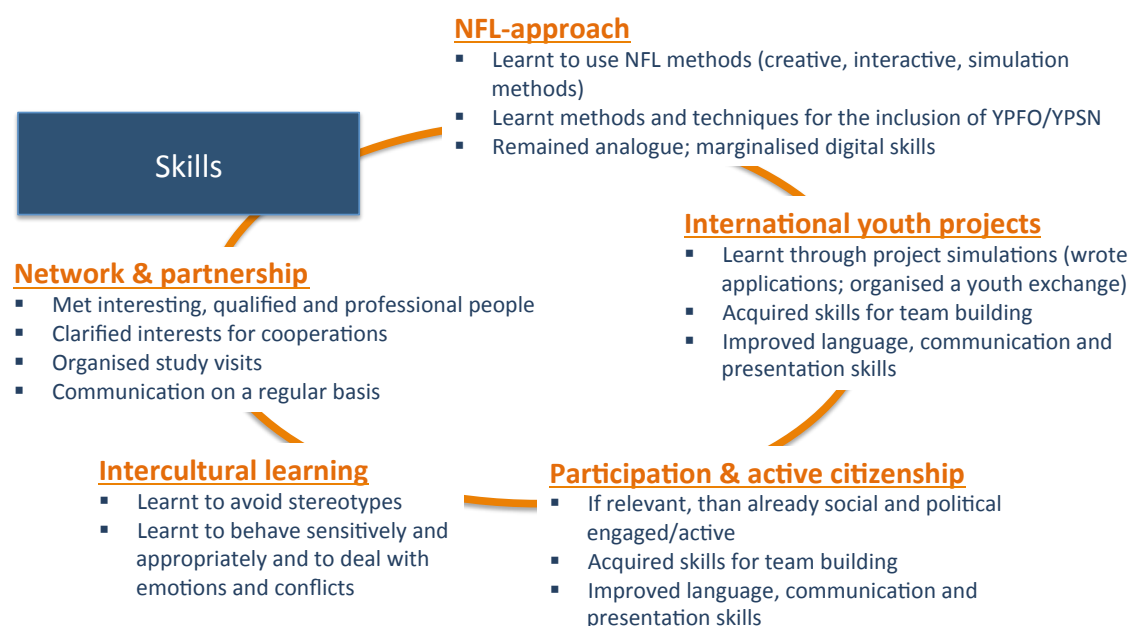 Skills
NFL-approach
▪ Learnt to use NFL methods (creative, interactive, simulation
methods)
▪ Learnt methods and techniques for the inclusion of YPFO/YPSN
▪ Remained analogue; marginalised digital skills
International youth projects
▪ Learnt through project simulations (wrote
applications; organised a youth exchange)
▪ Acquired skills for team building
▪ Improved language, communication and
presentation skills
Participation & active citizenship
▪ If relevant, than already social and political
engaged/active
▪ Acquired skills for team building
▪ Improved language, communication and
presentation skills
Intercultural learning
▪ Learnt to avoid stereotypes
▪ Learnt to behave sensitively and
appropriately and to deal with
emotions and conflicts
Network & partnership
▪ Met interesting, qualified and professional people
▪ Clarified interests for cooperations
▪ Organised study visits
▪ Communication on a regular basis